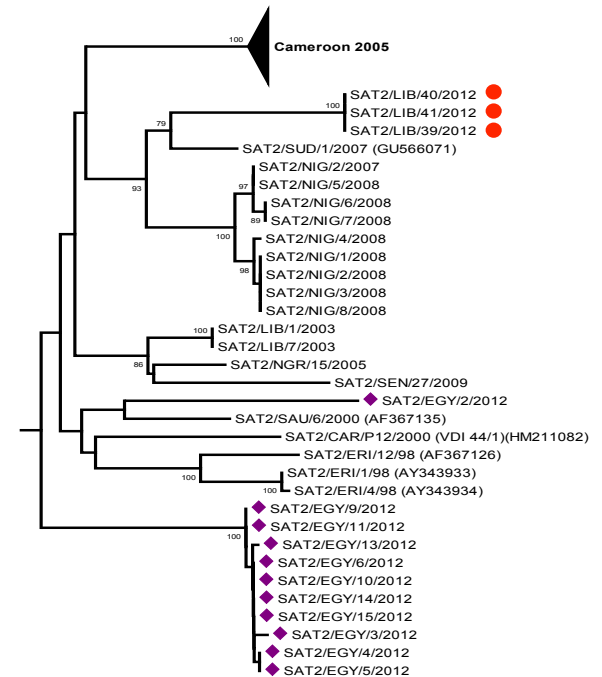 100
Cameroon 2005
SAT2/LIB/40/2012
100
SAT2/LIB/41/2012
SAT2/LIB/39/2012
79
SAT2/SUD/1/2007 (GU566071)
SAT2/NIG/2/2007
93
97
SAT2/NIG/5/2008
SAT2/NIG/6/2008
89
SAT2/NIG/7/2008
100
SAT2/NIG/4/2008
SAT2/NIG/1/2008
98
SAT2/NIG/2/2008
SAT2/NIG/3/2008
SAT2/NIG/8/2008
100
SAT2/LIB/1/2003
SAT2/LIB/7/2003
86
SAT2/NGR/15/2005
SAT2/SEN/27/2009
SAT2/EGY/2/2012
SAT2/SAU/6/2000 (AF367135)
SAT2/CAR/P12/2000 (VDI 44/1)(HM211082)
SAT2/ERI/12/98 (AF367126)
100
SAT2/ERI/1/98 (AY343933)
100
SAT2/ERI/4/98 (AY343934)
SAT2/EGY/9/2012
SAT2/EGY/11/2012
100
SAT2/EGY/13/2012
SAT2/EGY/6/2012
SAT2/EGY/10/2012
SAT2/EGY/14/2012
SAT2/EGY/15/2012
SAT2/EGY/3/2012
SAT2/EGY/4/2012
SAT2/EGY/5/2012